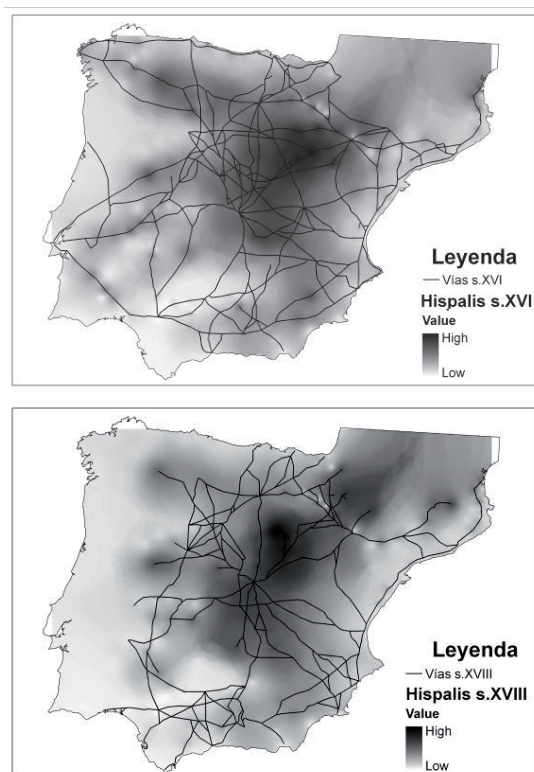 Leyenda
Vías s.XVI
Hispalis s.XVI
Value
High
Low
Leyenda
Vías s.XVIII
Hispalis s.XVIII
Value
High
Low